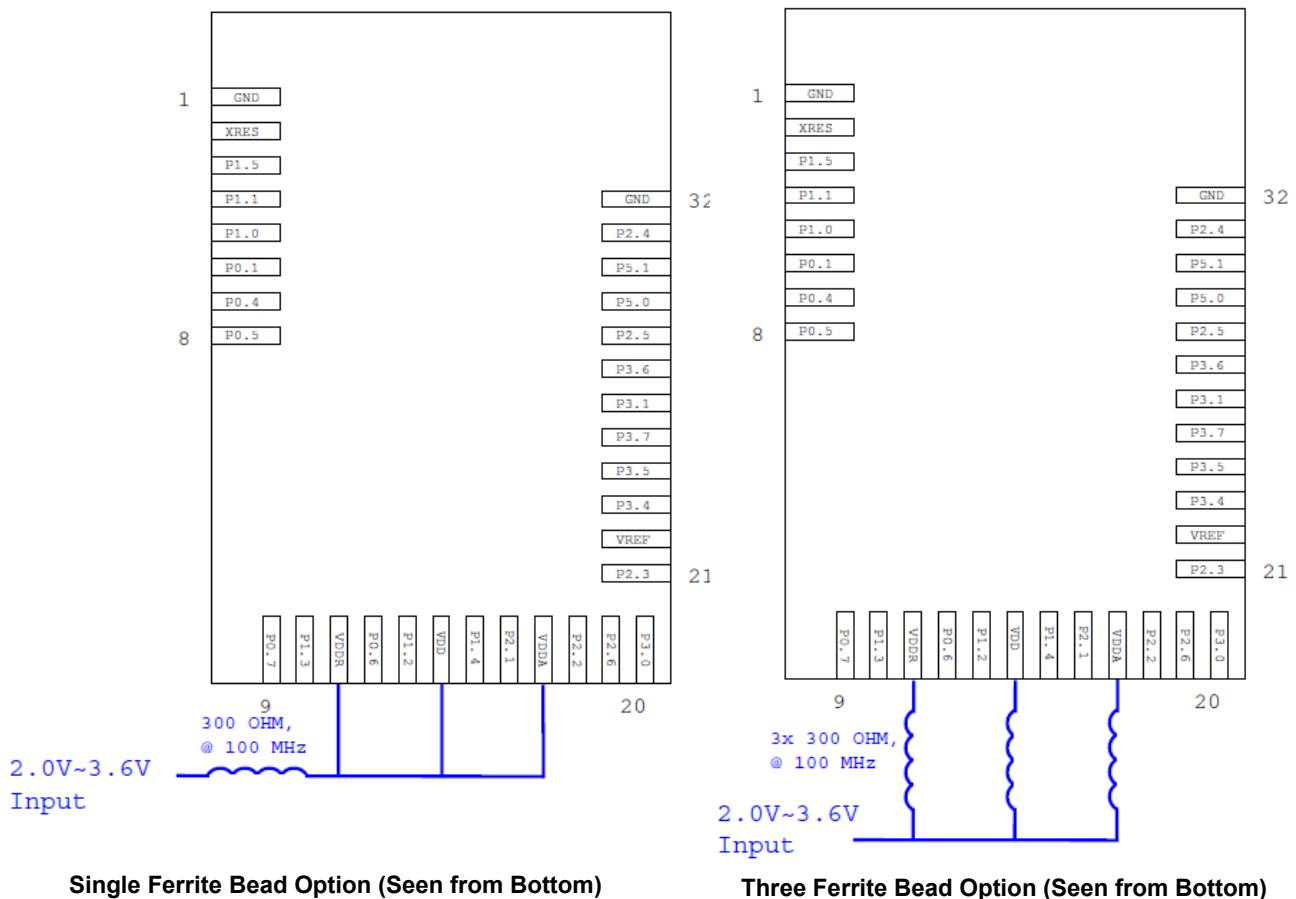 1
GND
XRES
P1.5
P1.1
P1.0
P0.1
P0.4
8
P0.5
GND
32
P2.4
P5.1
P5.0
P2.5
P3.6
P3.1
P3.7
P3.5
P3.4
VREF
P2.3
21
P0.7
P1.3
VDDR
P0.6
P1.2
VDD
P1.4
P2.1
VDDA
P2.2
P2.6
P3.0
9
20
300 OHM,
@ 100 MHz
2.0V~3.6V
Input
Single Ferrite Bead Option (Seen from Bottom)
1
GND
XRES
P1.5
P1.1
P1.0
P0.1
P0.4
8
P0.5
GND
32
P2.4
P5.1
P5.0
P2.5
P3.6
P3.1
P3.7
P3.5
P3.4
VREF
P2.3
21
P0.7
P1.3
VDDR
P0.6
P1.2
VDD
P1.4
P2.1
VDDA
P2.2
P2.6
P3.0
9
20
3x 300 OHM,
@ 100 MHz
2.0V~3.6V
Input
Three Ferrite Bead Option (Seen from Bottom)